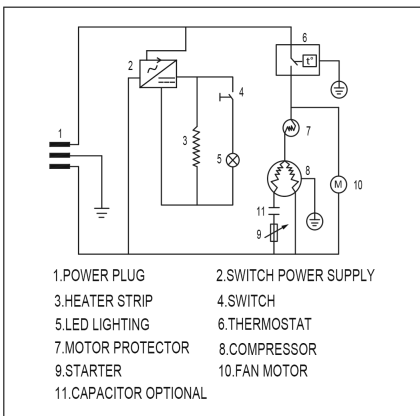 6
2
t°
4
1
3
7
5
8
M
10
11
9
1.POWER PLUG
2.SWITCH POWER SUPPLY
3.HEATER STRIP
4.SWITCH
5.LED LIGHTING
6.THERMOSTAT
7.MOTOR PROTECTOR
8.COMPRESSOR
9.STARTER
10.FAN MOTOR
11.CAPACITOR OPTIONAL